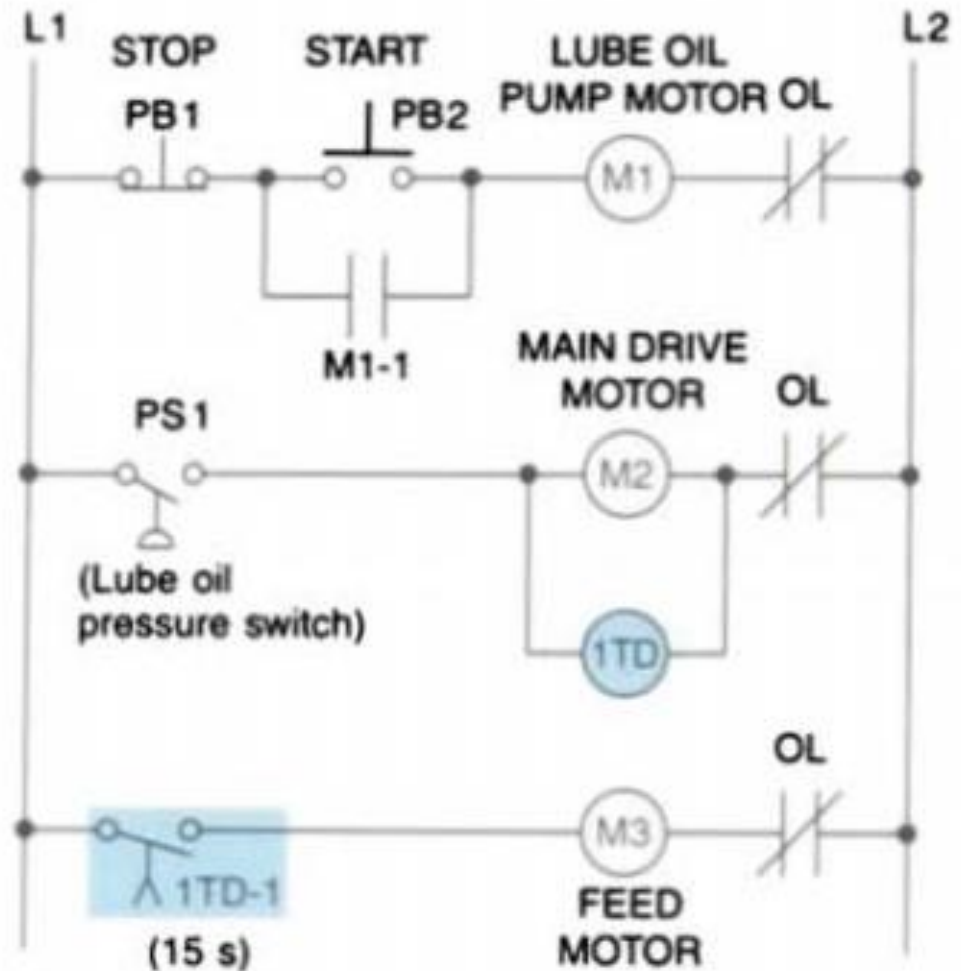 L1
L2
STOP
START
LUBE OIL
PUMP MOTOR OL
PB1
PB2
M1
M1-1
MAIN DRIVE
MOTOR
OL
PS1
M2
(Lube oil
pressure switch)
1TD
OL
1TD-1
M3
(15 s)
FEED
MOTOR